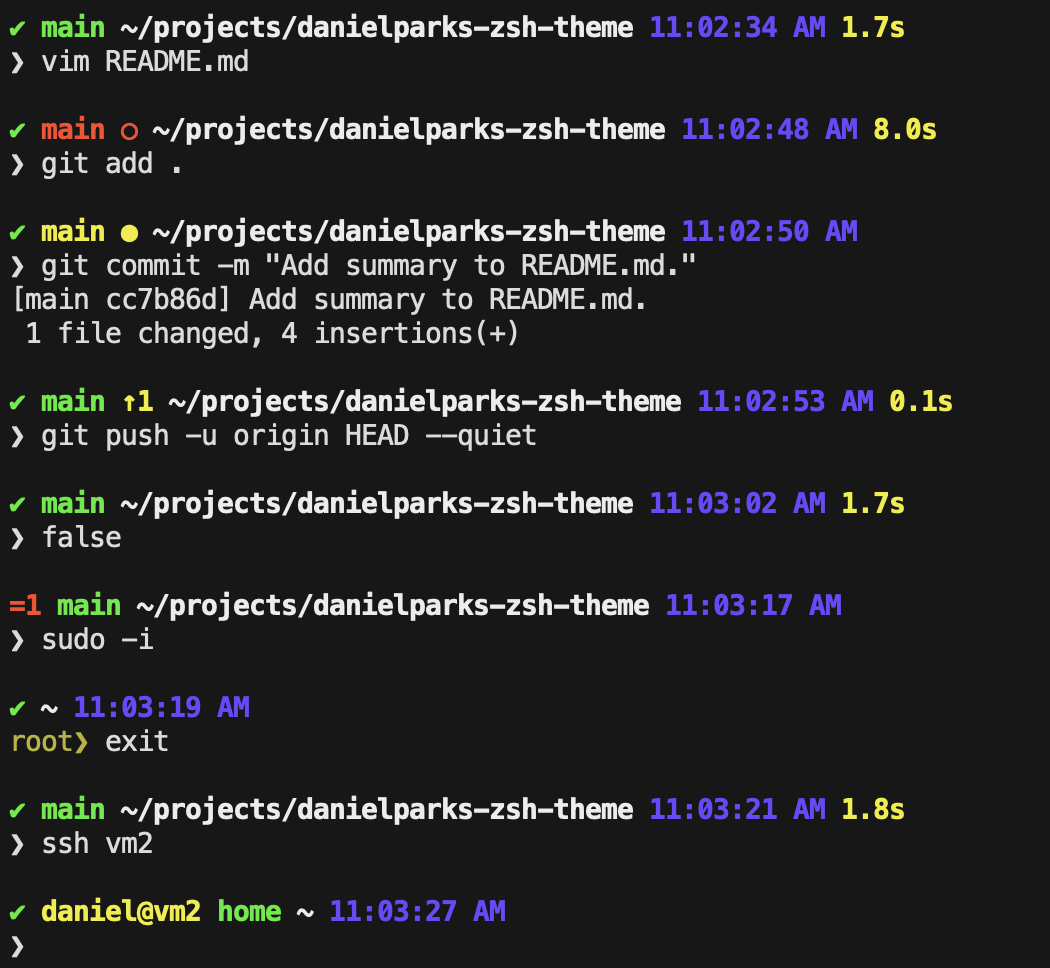 ✔ main ~/projects/danielparks-zsh-theme 11:02:34 AM 1.7s
❯ vim README.md
✔ main ○ ~/projects/danielparks-zsh-theme 11:02:48 AM 8.0s
❯ git add .
✔ main ● ~/projects/danielparks-zsh-theme 11:02:50 AM
❯ git commit -m "Add summary to README.md."
[main cc7b86d] Add summary to README.md.
 1 file changed, 4 insertions(+)
✔ main ↑1 ~/projects/danielparks-zsh-theme 11:02:53 AM 0.1s
❯ git push -u origin HEAD --quiet
✔ main ~/projects/danielparks-zsh-theme 11:03:02 AM 1.7s
❯ false
=1 main ~/projects/danielparks-zsh-theme 11:03:17 AM
❯ sudo -i
✔ ~ 11:03:19 AM
root❯ exit
✔ main ~/projects/danielparks-zsh-theme 11:03:21 AM 1.8s
❯ ssh vm2
✔ daniel@vm2 home ~ 11:03:27 AM
❯